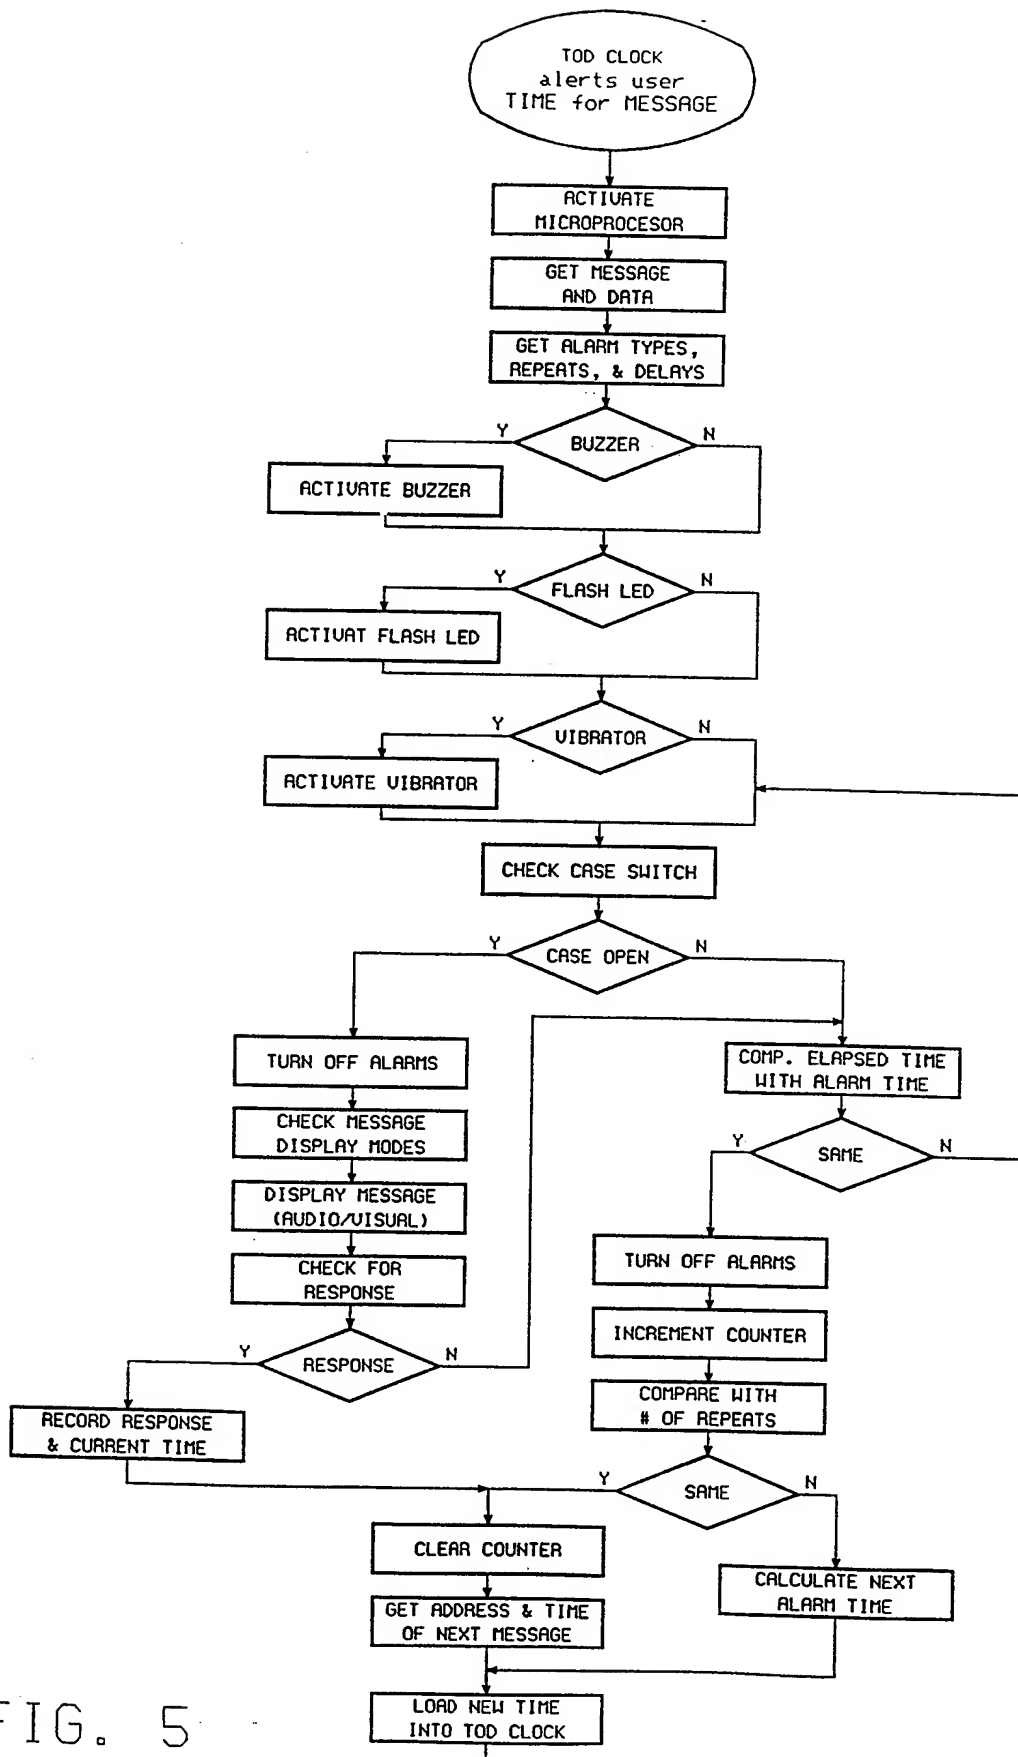 TOD CLOCK
alerts user
TIME for MESSAGE
ACTIVATE
MICROPROCESOR
GET MESSAGE
AND DATA
GET ALARM TYPES,
REPEATS, & DELAYS
Y
BUZZER
N
ACTIVATE BUZZER
Y
FLASH LED
N
ACTIVAT FLASH LED
Y
VIBRATOR
N
ACTIVATE VIBRATOR
CHECK CASE SWITCH
Y
CASE OPEN
N
TURN OFF ALARMS
COMP. ELAPSED TIME
WITH ALARM TIME
CHECK MESSAGE
DISPLAY MODES
Y
SAME
N
DISPLAY MESSAGE
(AUDIO/VISUAL)
TURN OFF ALARMS
CHECK FOR
RESPONSE
INCREMENT COUNTER
Y
RESPONSE
N
COMPARE WITH
# OF REPEATS
RECORD RESPONSE
& CURRENT TIME
Y
SAME
N
CLEAR COUNTER
CALCULATE NEXT
ALARM TIME
GET ADDRESS & TIME
OF NEXT MESSAGE
LOAD NEW TIME
INTO TOD CLOCK
FIG. 5